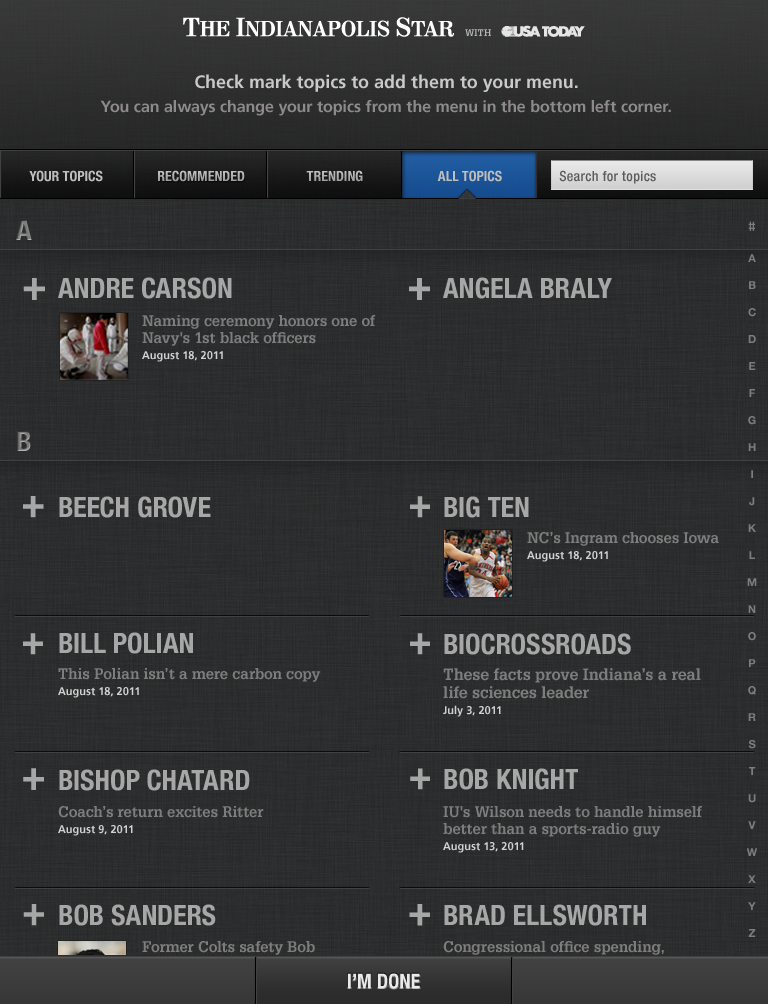 THE INDIANAPOLIS STAR WITH USA TODAY
Check mark topics to add them to your menu.
You can always change your topics from the menu in the bottom left corner.
YOUR TOPICS RECOMMENDED TRENDING ALL TOPICS Search for topics
A
ANDRE CARSON
Naming ceremony honors one of
Navy's 1st black officers
August 18, 2011
ANGELA BRALY
B
BEECH GROVE
BIG TEN
NC's Ingram chooses Iowa
August 18, 2011
BILL POLIAN
This Polian isn't a mere carbon copy
August 18, 2011
BIOCROSSROADS
These facts prove Indiana's a real
life sciences leader
July 3, 2011
BISHOP CHATARD
Coach's return excites Ritter
August 9, 2011
BOB KNIGHT
IU's Wilson needs to handle himself
better than a sports-radio guy
August 13, 2011
BOB SANDERS
Former Colts safety Bob
BRAD ELLSWORTH
Congressional office spending,
#
A
B
C
D
E
F
G
H
I
J
K
L
M
N
O
P
Q
R
S
T
U
V
W
X
Y
Z
I'M DONE